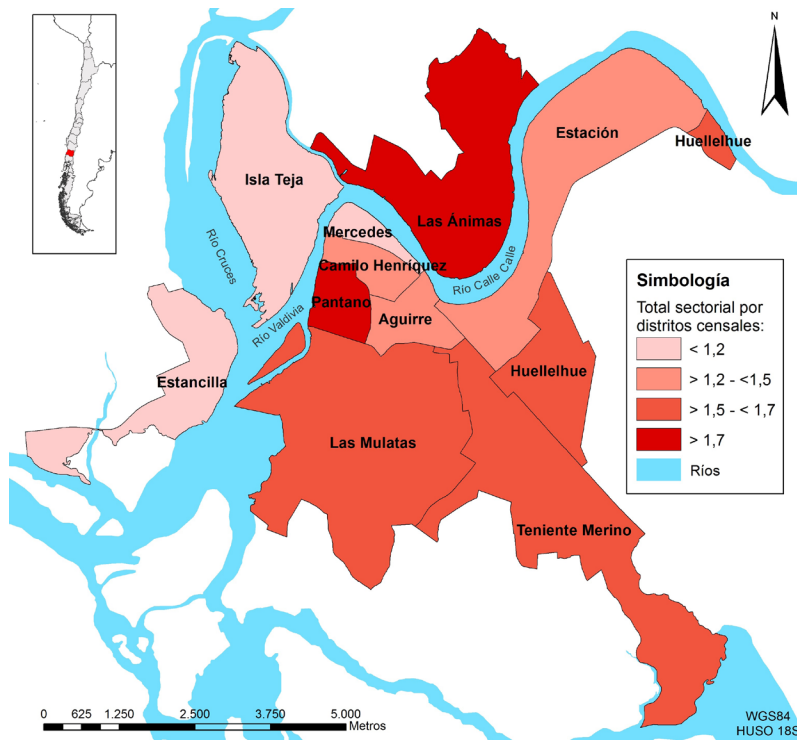 N
Estación
Huellelhue
Isla Teja
Las Ánimas
Mercedes
Río Cruces
Camilo Henríquez
Río Calle Calle
Pantano
Aguirre
Río Valdivia
Estancilla
Huellelhue
Las Mulatas
Teniente Merino
Simbología
Total sectorial por
distritos censales:
< 1,2
> 1,2 - <1,5
> 1,5 - < 1,7
> 1,7
Ríos
0 625 1.250 2.500 3.750 5.000
Metros
WGS84
HUSO 18S